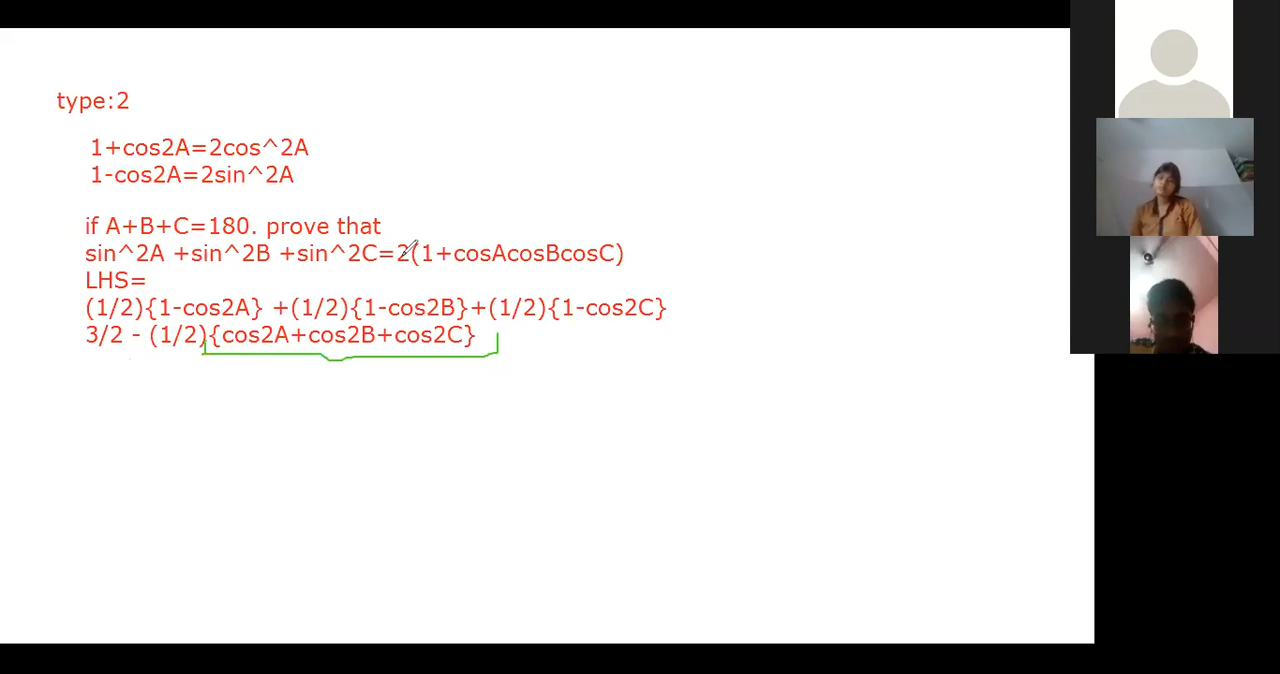 type:2
1+cos2A=2cos^2A
1-cos2A=2sin^2A
if A+B+C=180. prove that
sin^2A +sin^2B +sin^2C=2(1+cosAcosBcosC)
LHS=
(1/2){1-cos2A} +(1/2){1-cos2B}+(1/2){1-cos2C}
3/2 - (1/2){cos2A+cos2B+cos2C}